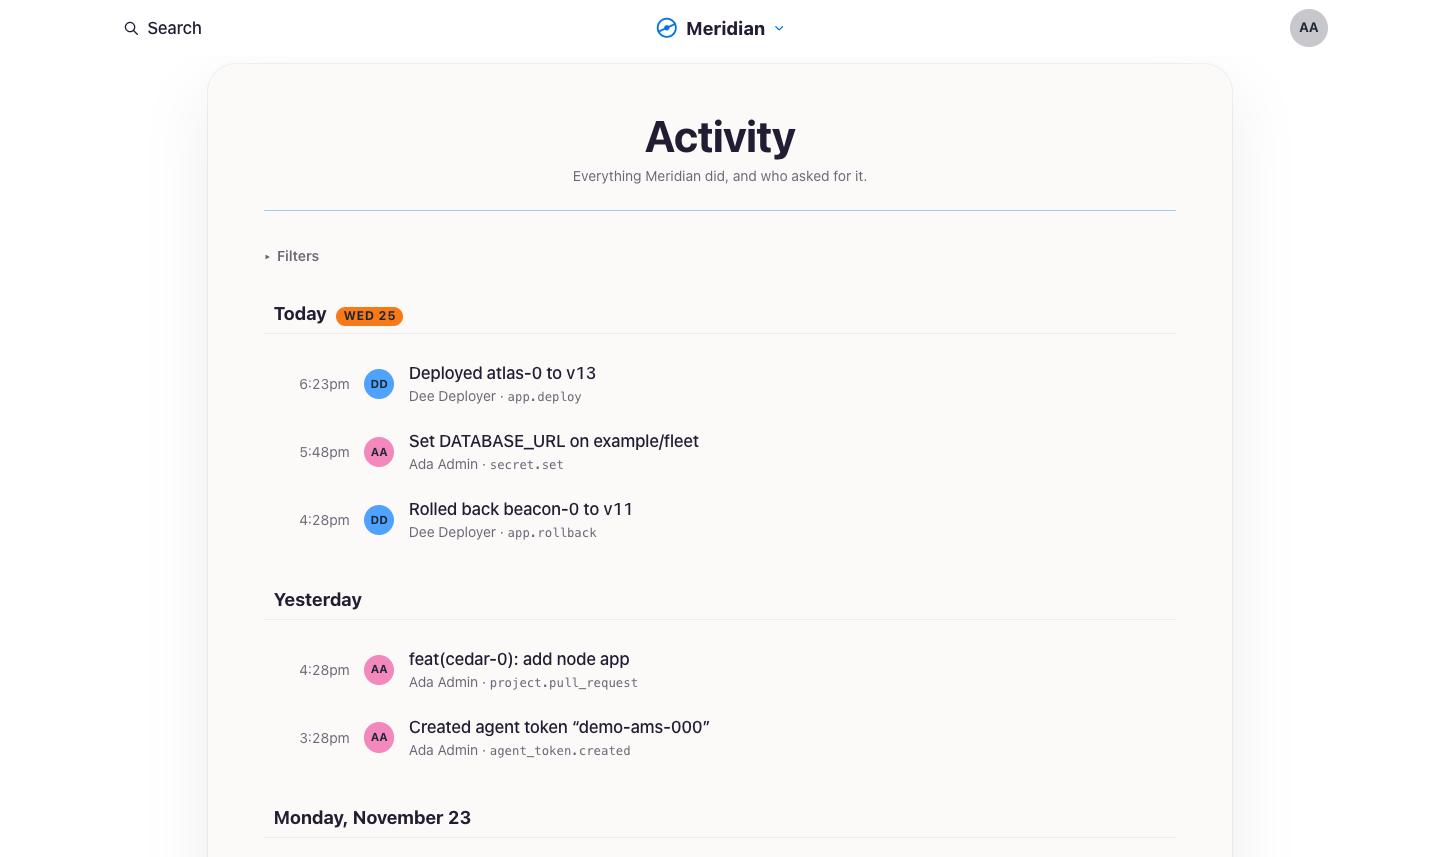 Search
Meridian
AA
Activity
Everything Meridian did, and who asked for it.
Filters
Today WED 25
6:23pm DD Deployed atlas-0 to v13
Dee Deployer · app.deploy
5:48pm AA Set DATABASE_URL on example/fleet
Ada Admin · secret.set
4:28pm DD Rolled back beacon-0 to v11
Dee Deployer · app.rollback
Yesterday
4:28pm AA feat(cedar-0): add node app
Ada Admin · project.pull_request
3:28pm AA Created agent token “demo-ams-000”
Ada Admin · agent_token.created
Monday, November 23